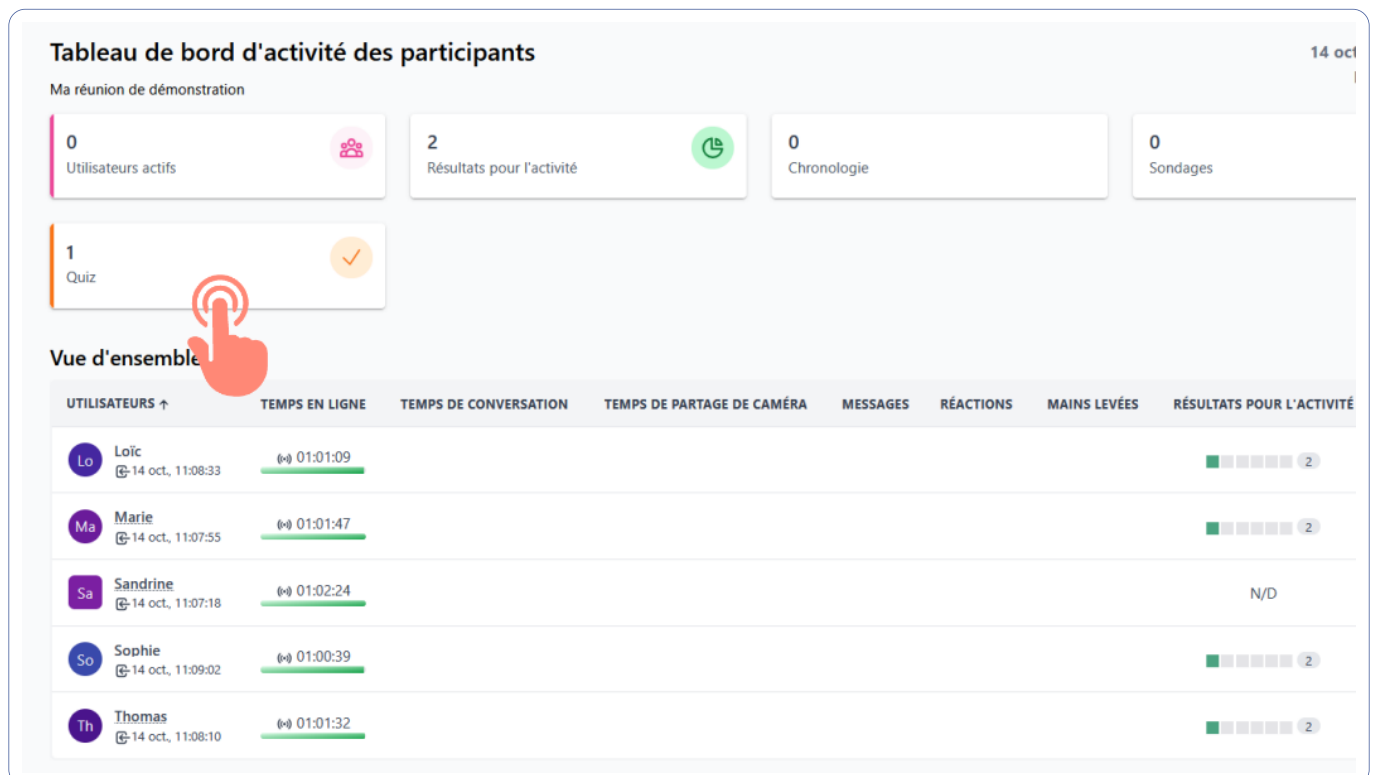 Tableau de bord d'activité des participants
14 oct
Ma réunion de démonstration
0
Utilisateurs actifs
2
Résultats pour l'activité
0
Chronologie
0
Sondages
1
Quiz
Vue d'ensemble
UTILISATEURS ↑ TEMPS EN LIGNE TEMPS DE CONVERSATION TEMPS DE PARTAGE DE CAMÉRA MESSAGES RÉACTIONS MAINS LEVÉES RÉSULTATS POUR L'ACTIVITÉ
Lo Loïc 01:01:09 2
14 oct., 11:08:33
Ma Marie 01:01:47 2
14 oct., 11:07:55
Sa Sandrine 01:02:24 N/D
14 oct., 11:07:18
So Sophie 01:00:39 2
14 oct., 11:09:02
Th Thomas 01:01:32 2
14 oct., 11:08:10